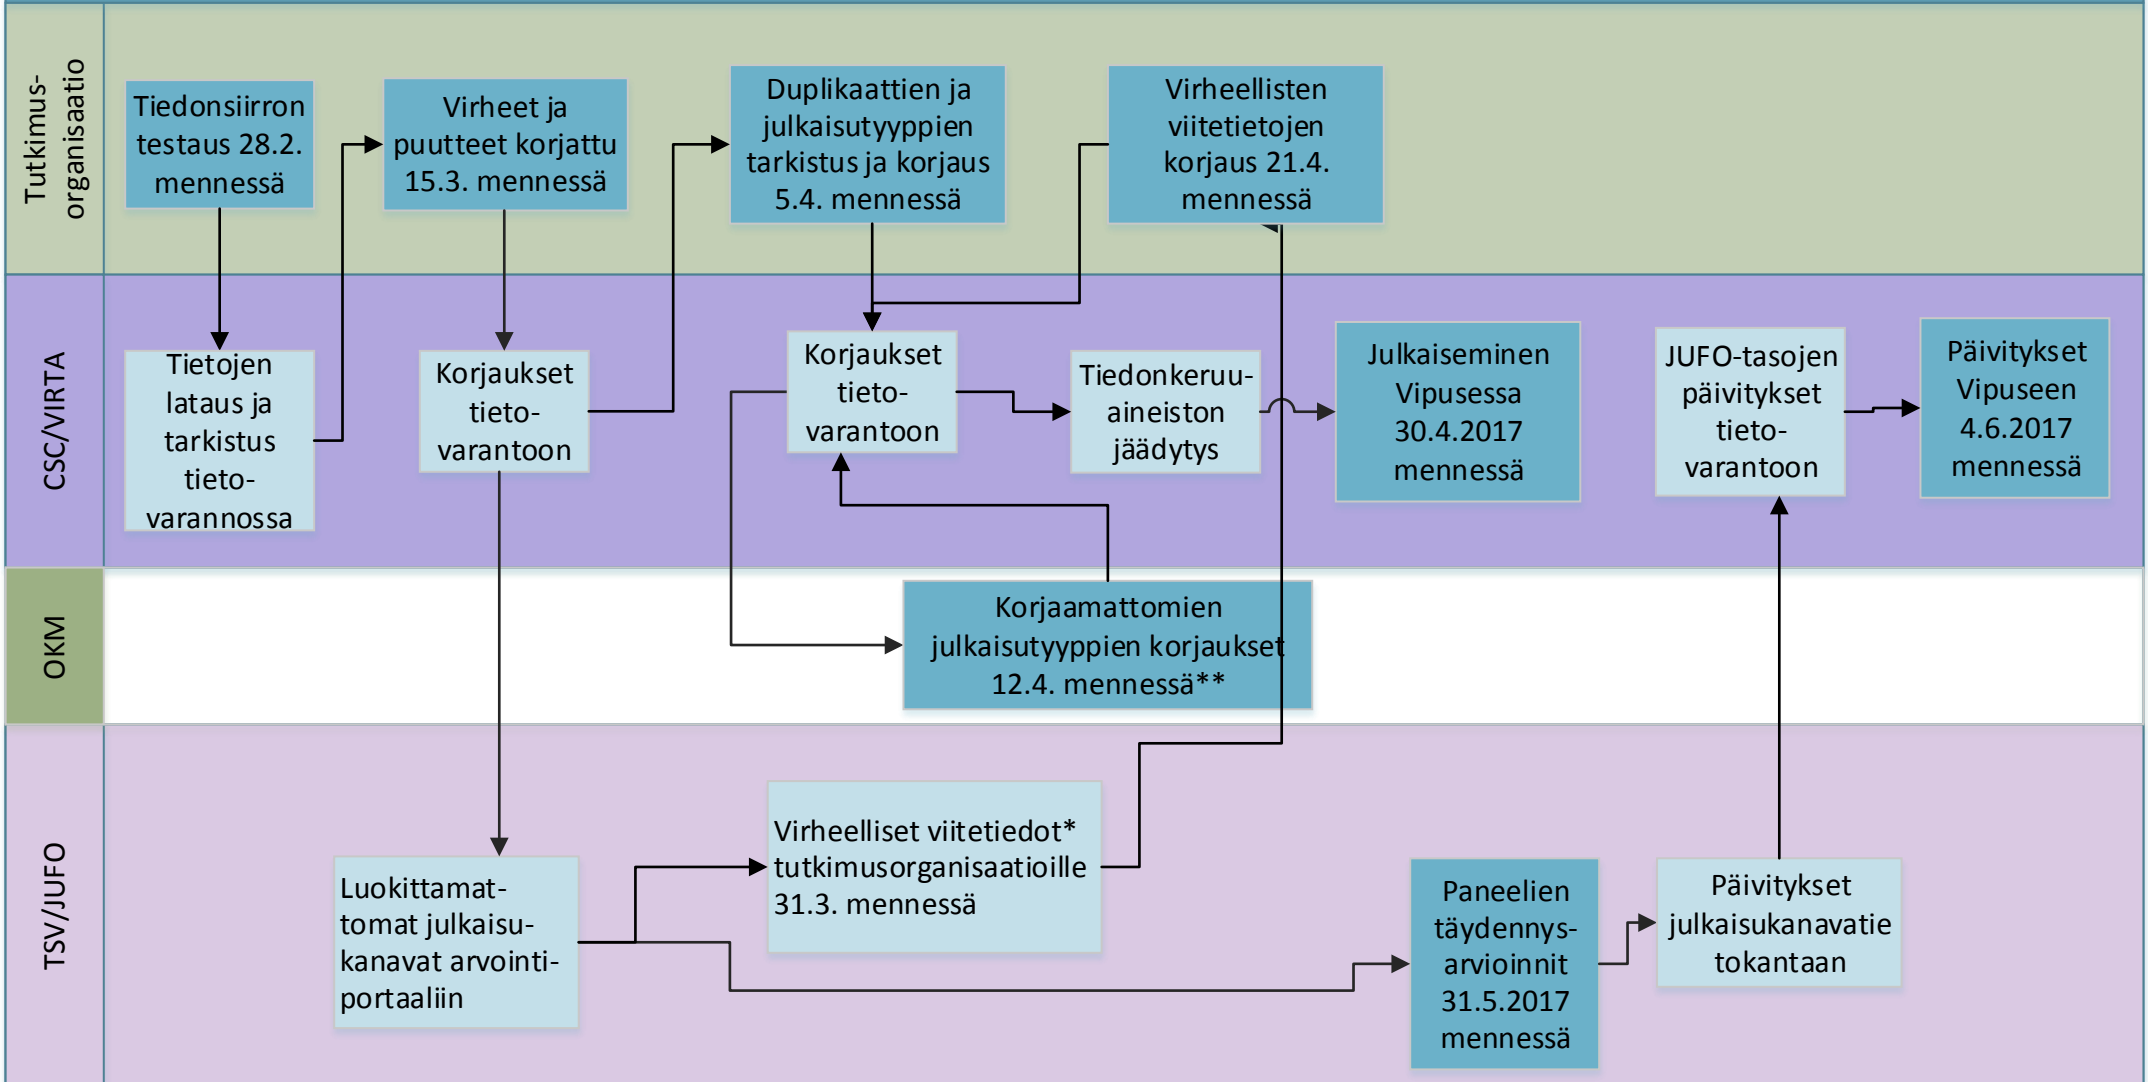 Tutkimus-
organisaatio
Tiedonsiirron
testaus 28.2.
mennessä
Virheet ja
puutteet korjattu
15.3. mennessä
Duplikaattien ja
julkaisutyyppien
tarkistus ja korjaus
5.4. mennessä
Virheellisten
viitetietojen
korjaus 21.4.
mennessä
CSC/VIRTA
Tietojen
lataus ja
tarkistus
tieto-
varannossa
Korjaukset
tieto-
varantoon
Korjaukset
tieto-
varantoon
Tiedonkeruu-
aineiston
jäädytys
Julkaiseminen
Vipusessa
30.4.2017
mennessä
JUFO-tasojen
päivitykset
tieto-
varantoon
Päivitykset
Vipuseen
4.6.2017
mennessä
OKM
Korjaamattomien
julkaisutyyppien korjaukset
12.4. mennessä**
TSV/JUFO
Luokittamat-
tomat julkaisu-
kanavat arvointi-
portaaliin
Virheelliset viitetiedot*
tutkimusorganisaatioille
31.3. mennessä
Paneelien
täydennys-
arvioinnit
31.5.2017
mennessä
Päivitykset
julkaisukanavatie
tokantaan